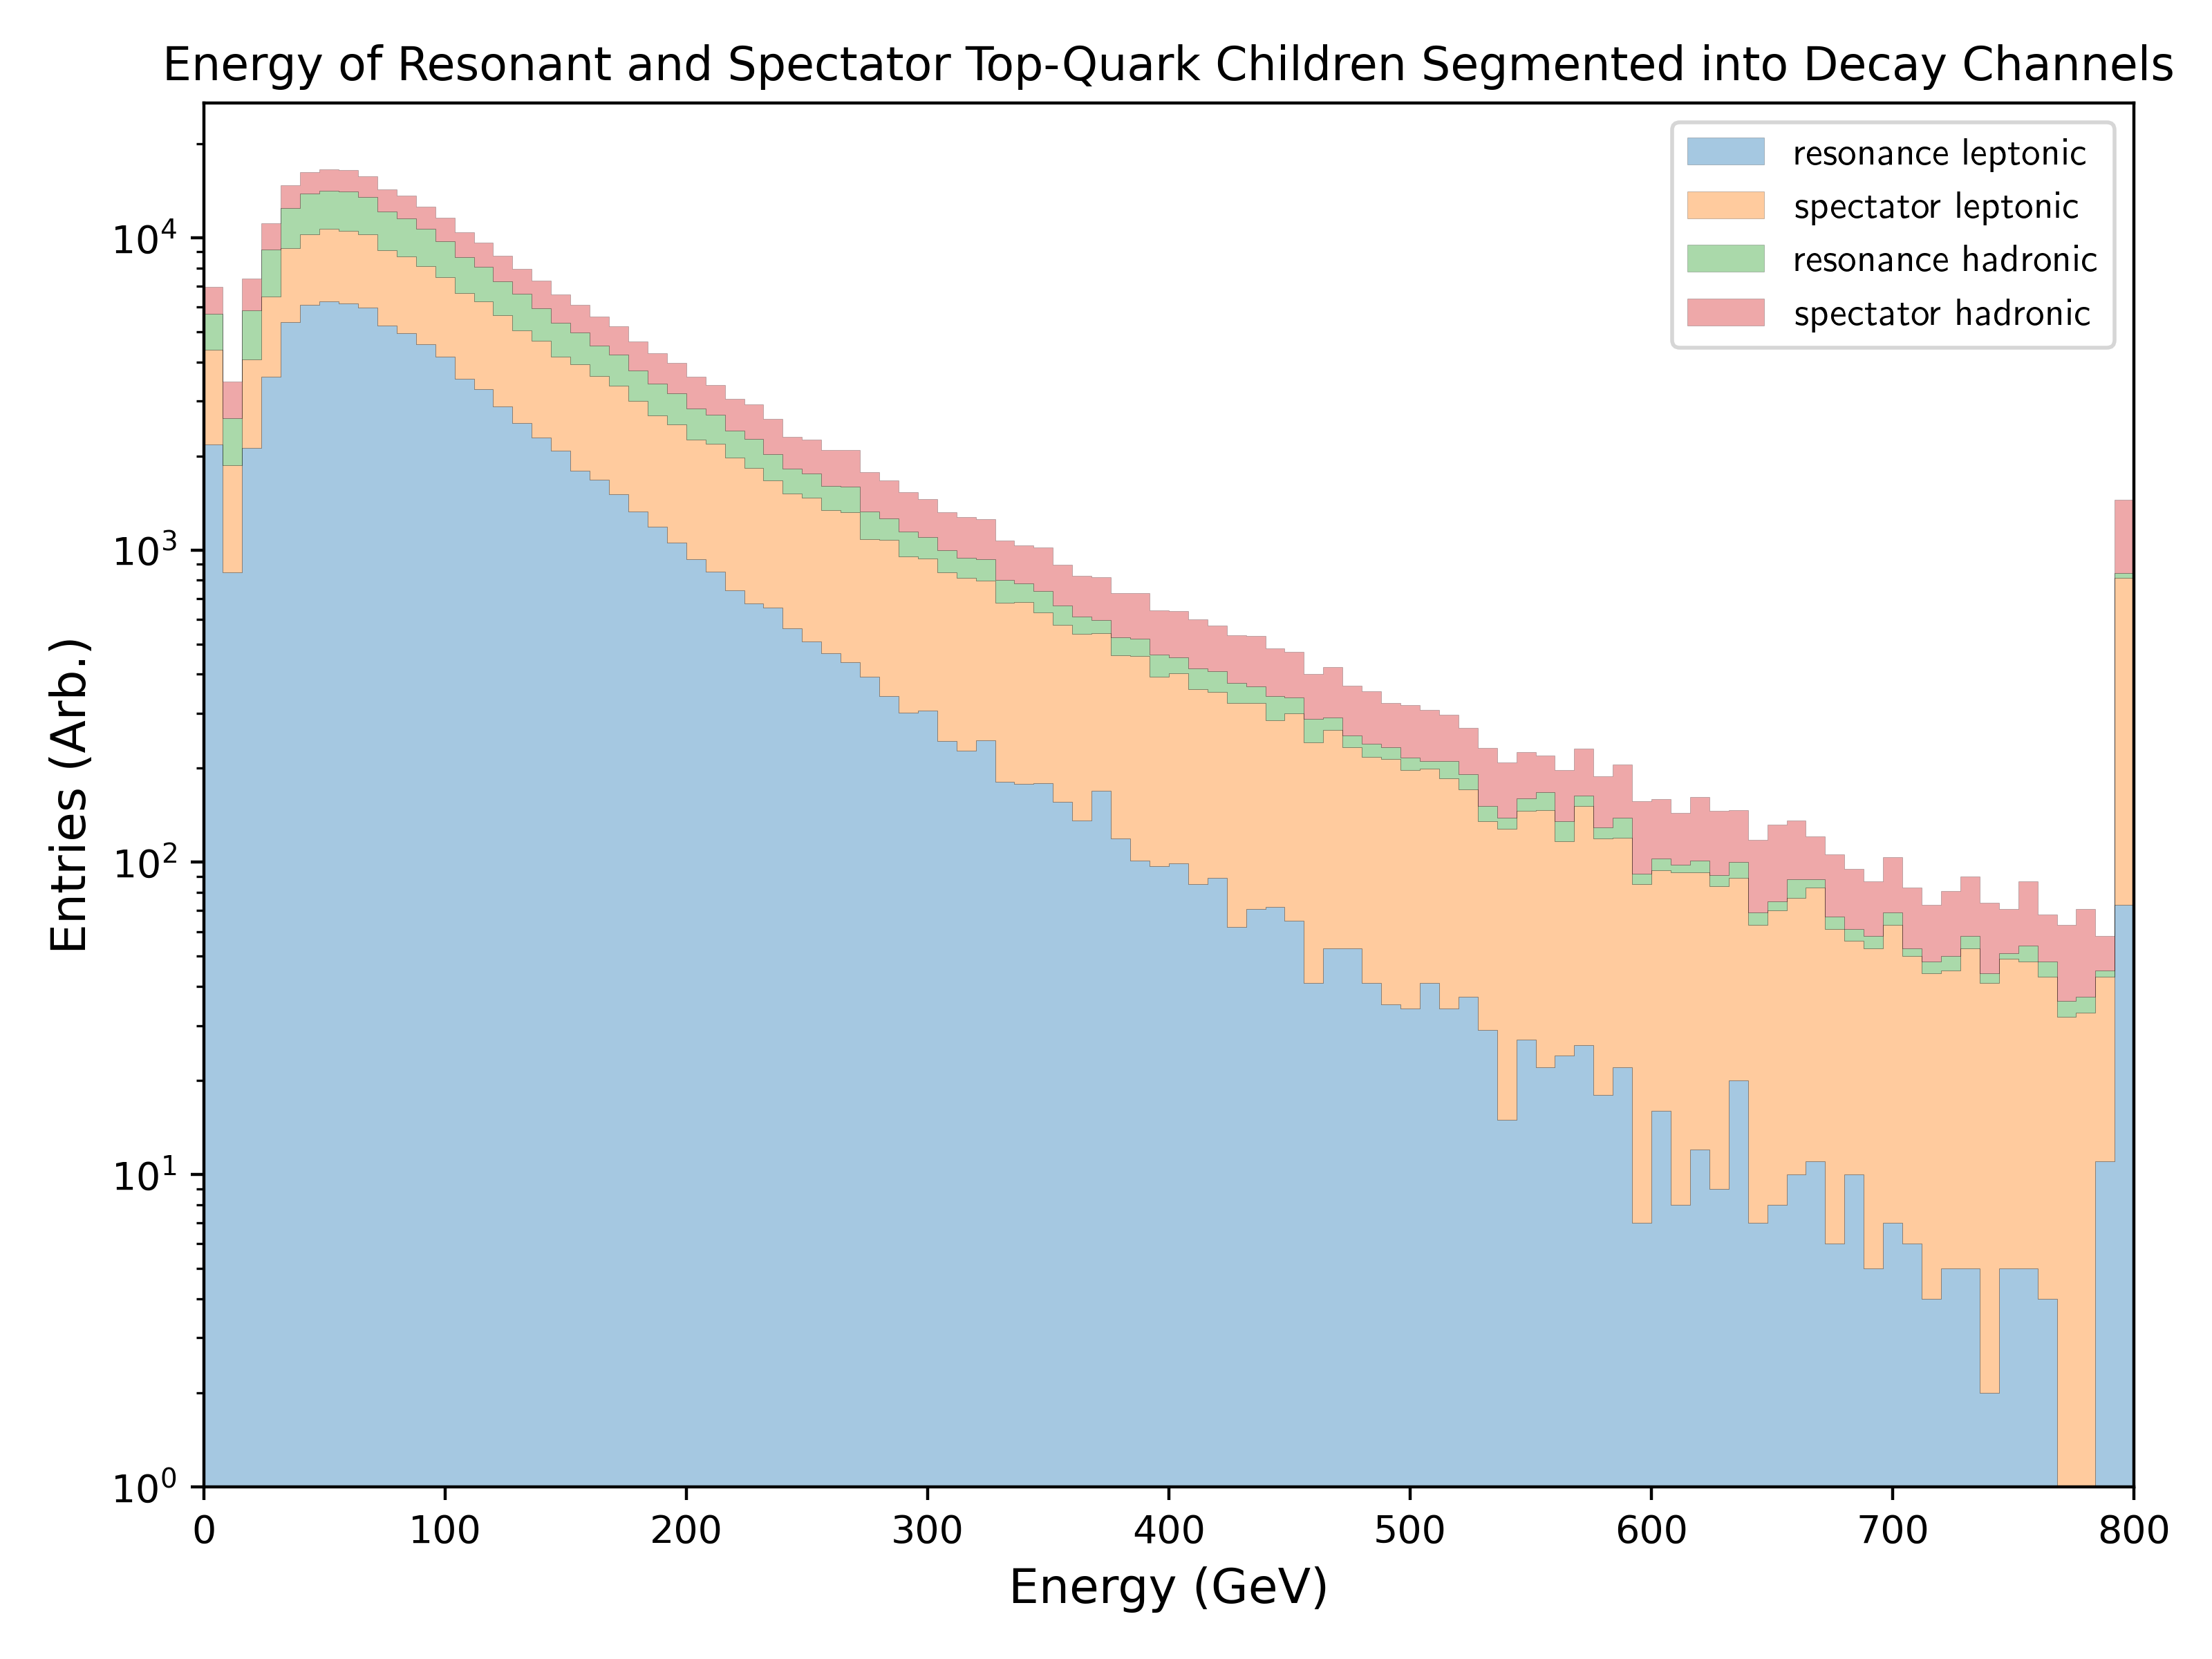 Energy of Resonant and Spectator Top-Quark Children Segmented into Decay Channels
resonance leptonic
spectator leptonic
resonance hadronic
spectator hadronic
Entries (Arb.)
10⁴
10³
10²
10¹
10⁰
0 100 200 300 400 500 600 700 800
Energy (GeV)